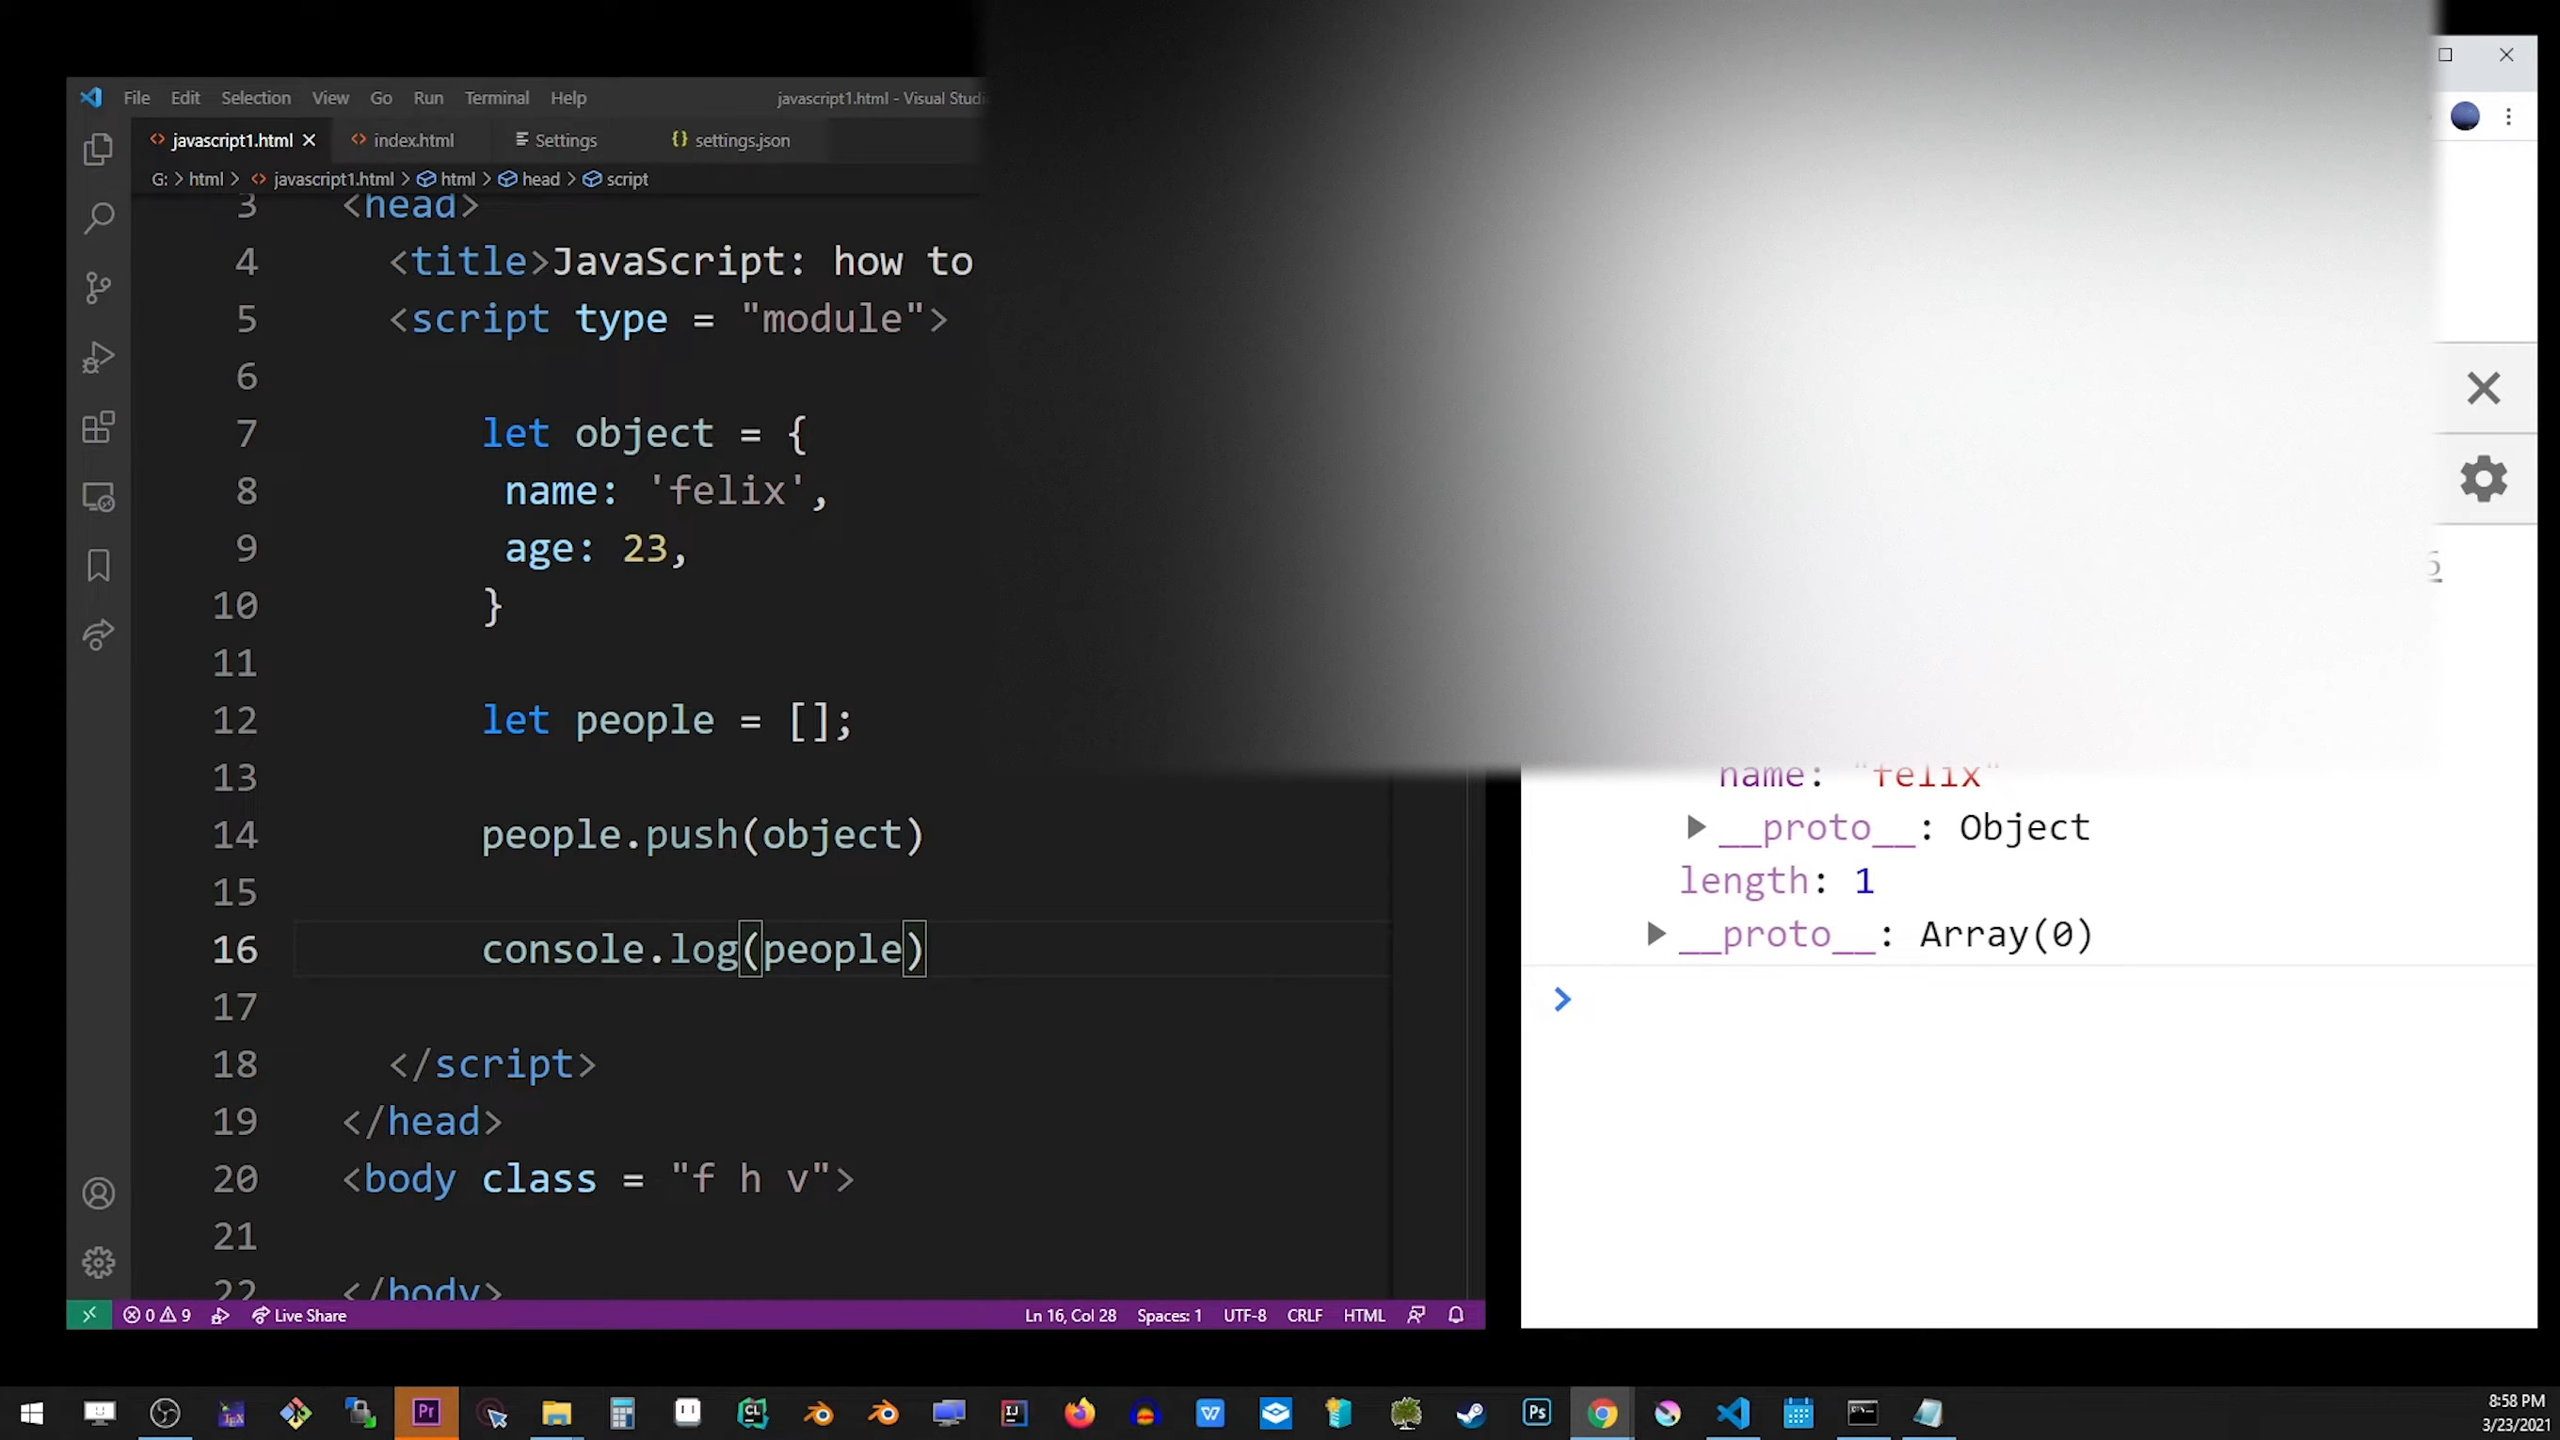 File Edit Selection View Go Run Terminal Help
javascript1.html - Visual
javascript1.html index.html Settings settings.json
G: > html > javascript1.html > html > head > script
3 <head>
4 <title>JavaScript: how to
5 <script type = "module">
6
7 let object = {
8 name: 'felix',
9 age: 23,
10 }
11
12 let people = [];
13
14 people.push(object)
15
16 console.log(people)
17
18 </script>
19 </head>
20 <body class = "f h v">
21
22 </body>
0 9 Live Share
Ln 16, Col 28 Spaces: 1 UTF-8 CRLF HTML
name: "felix"
__proto__: Object
length: 1
__proto__: Array(0)
TEX Pr CL IJ Ps
8:58 PM
3/23/2021